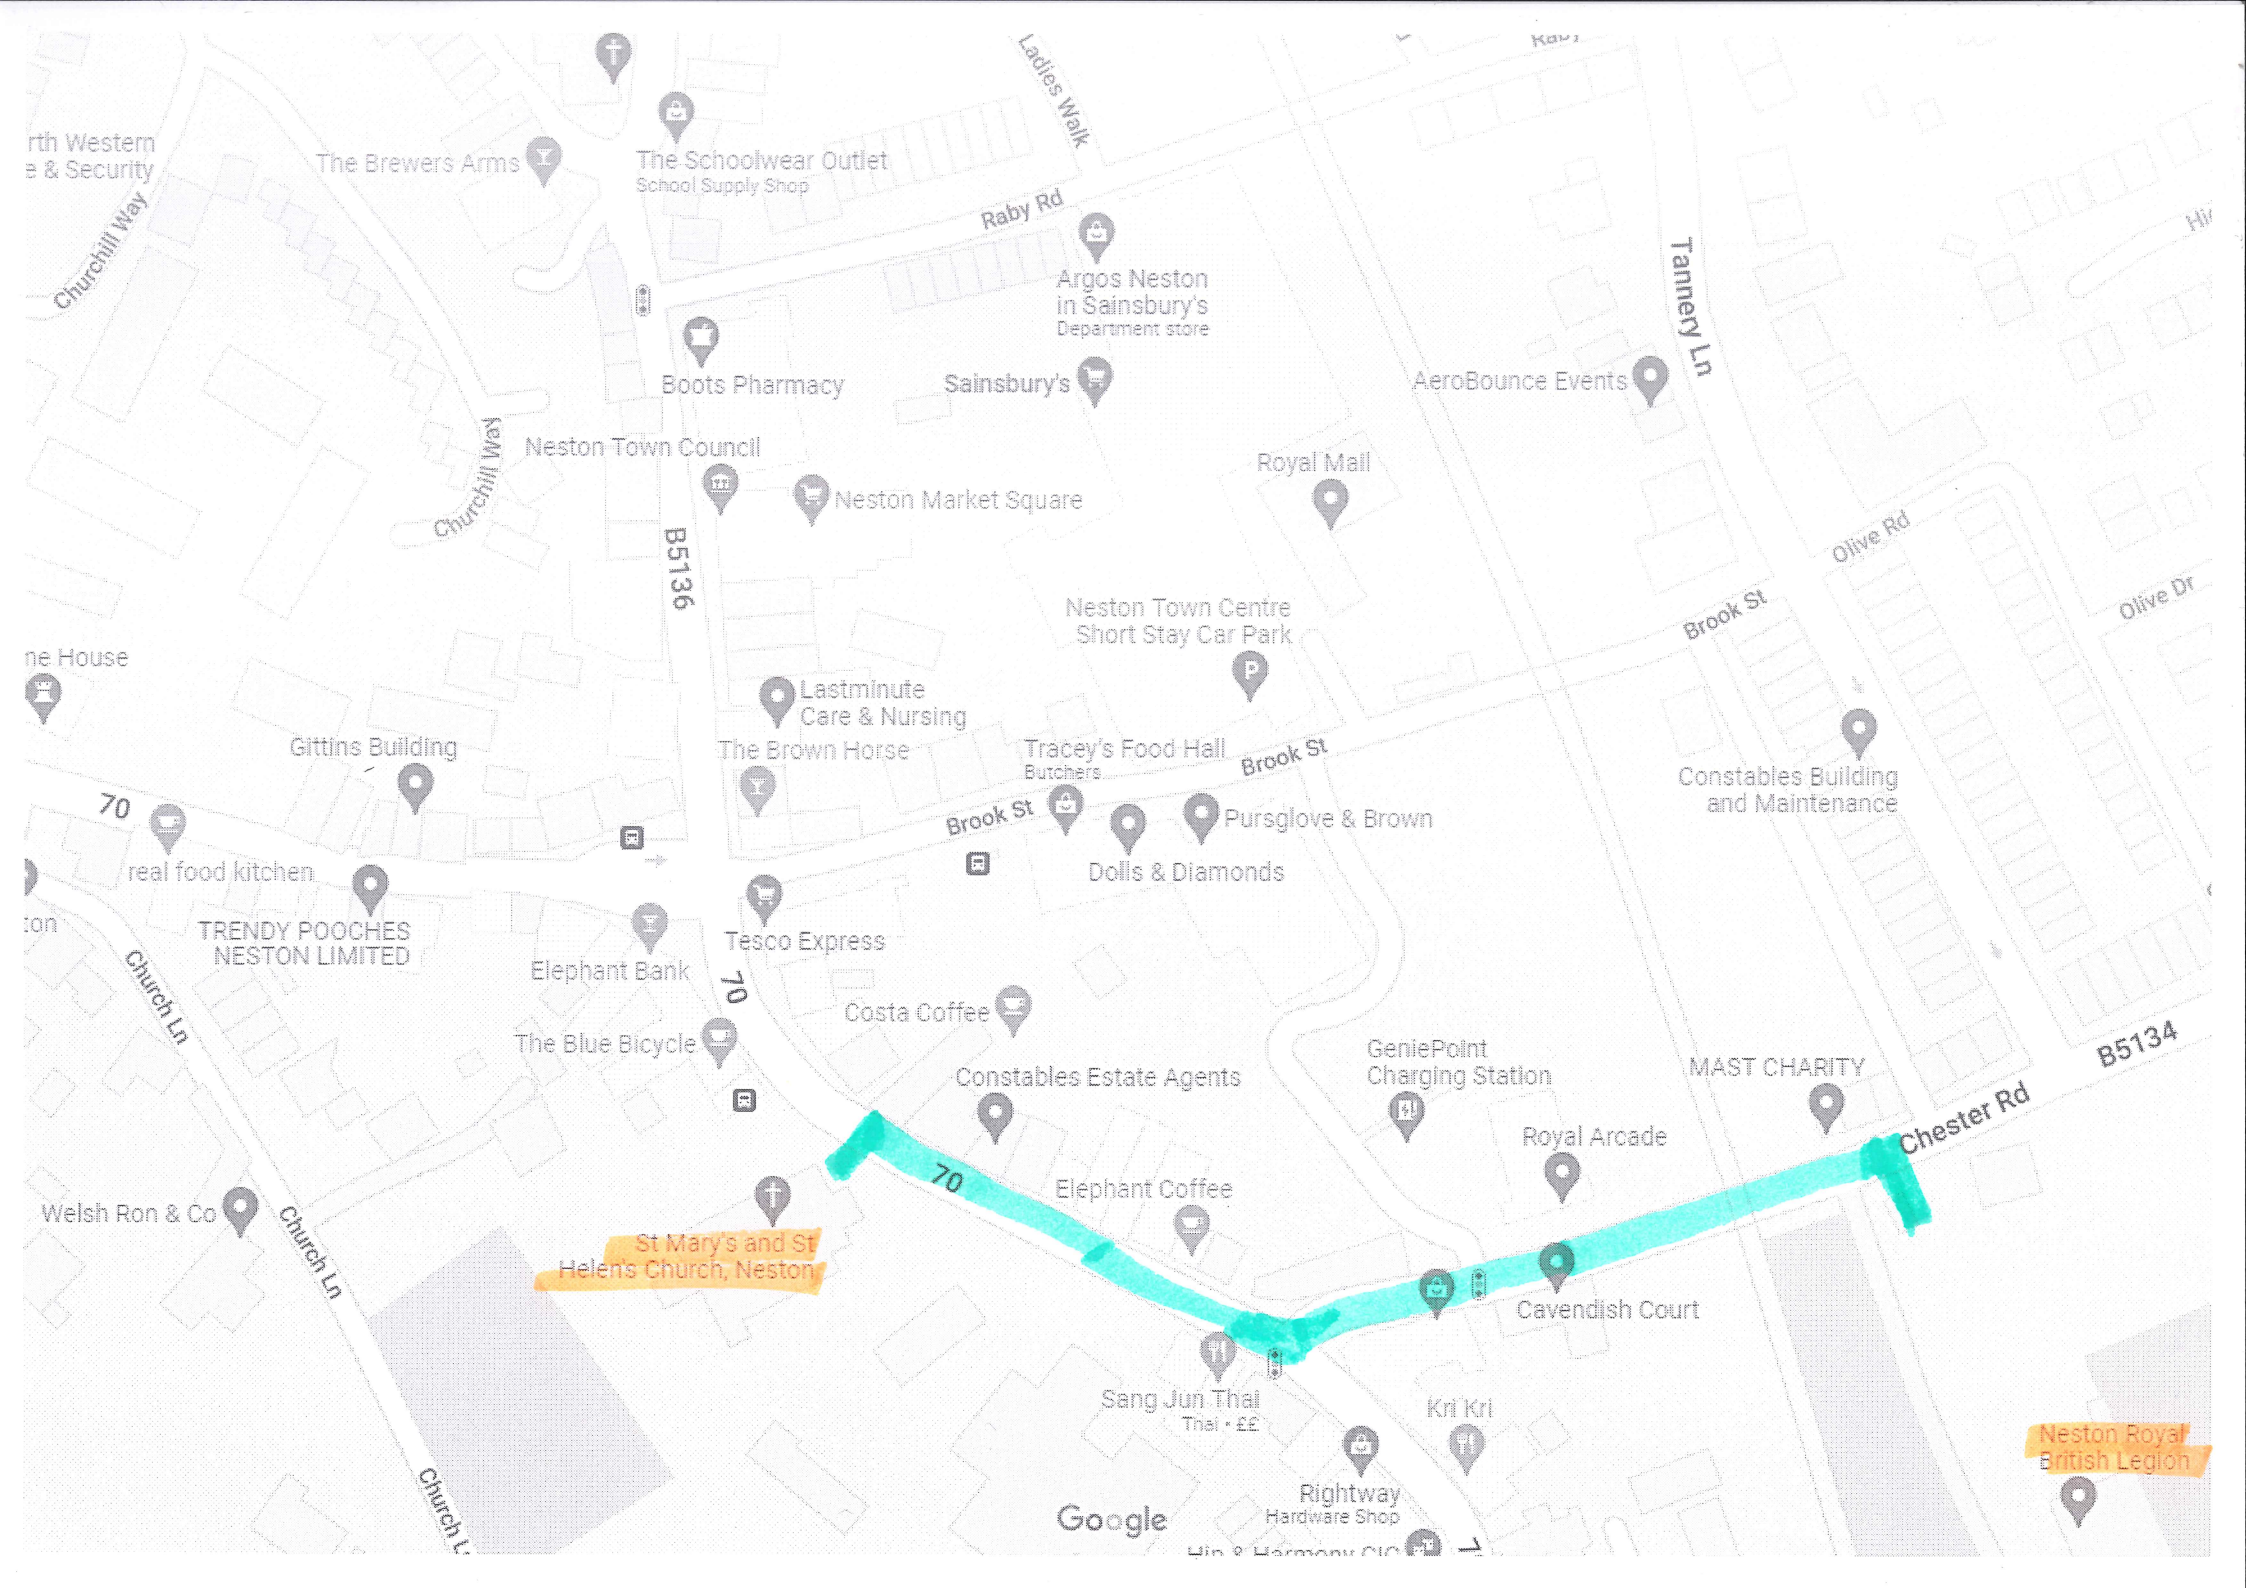 Raby
Ladies Walk
rth Western
e & Security
The Brewers Arms
The Schoolwear Outlet
School Supply Shop
Churchill Way
Raby Rd
Argos Neston
in Sainsbury's
Department store
Tannery Ln
Boots Pharmacy
Sainsbury's
AeroBounce Events
Neston Town Council
Churchill Way
Neston Market Square
Royal Mail
B5136
Olive Rd
Olive Dr
Neston Town Centre
Short Stay Car Park
P
Brook St
ne House
Lastminute
Care & Nursing
Gittins Building
The Brown Horse
Tracey's Food Hall
Butchers
Brook St
Constables Building
and Maintenance
70
Brook St
Pursglove & Brown
real food kitchen
Dolls & Diamonds
TRENDY POOCHES
NESTON LIMITED
ton
Tesco Express
Elephant Bank
Church Ln
70
Costa Coffee
The Blue Bicycle
GeniePoint
Charging Station
MAST CHARITY
B5134
Constables Estate Agents
Chester Rd
Royal Arcade
70
Elephant Coffee
Welsh Ron & Co
Church Ln
St Mary's and St
Helen's Church, Neston
Cavendish Court
Sang Jun Thai
Thai • ££
Kri Kri
Neston Royal
British Legion
Rightway
Hardware Shop
Church L
Google
Hip & Harmony CIC